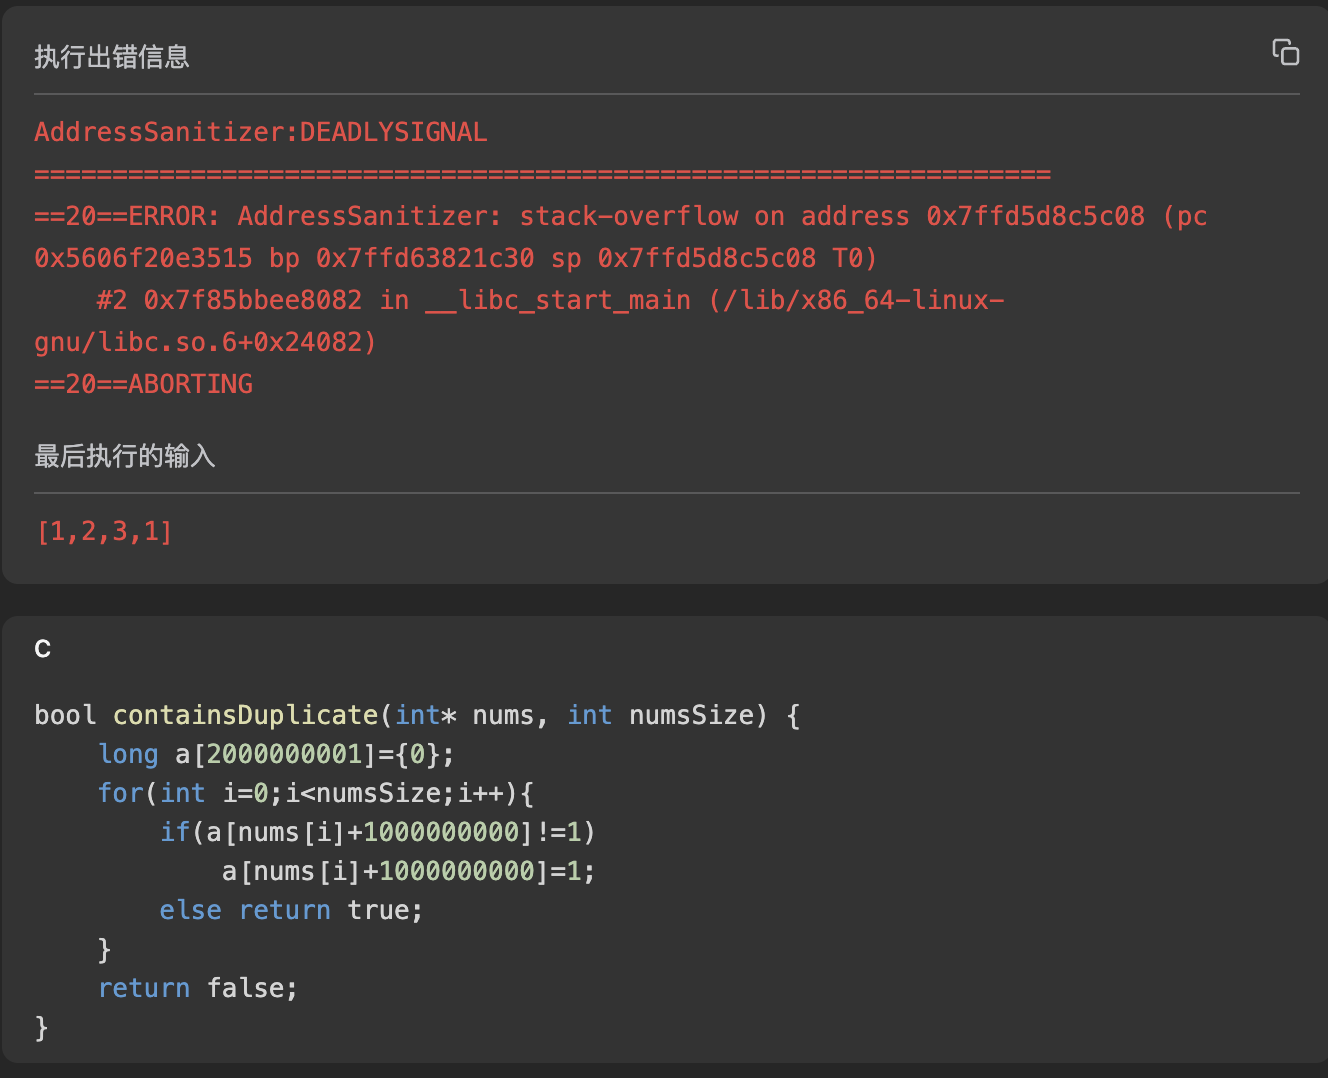 执行出错信息
AddressSanitizer:DEADLYSIGNAL
=================================================================
==20==ERROR: AddressSanitizer: stack-overflow on address 0x7ffd5d8c5c08 (pc
0x5606f20e3515 bp 0x7ffd63821c30 sp 0x7ffd5d8c5c08 T0)
    #2 0x7f85bbee8082 in __libc_start_main (/lib/x86_64-linux-
gnu/libc.so.6+0x24082)
==20==ABORTING
最后执行的输入
[1,2,3,1]
C
bool containsDuplicate(int* nums, int numsSize) {
    long a[2000000001]={0};
    for(int i=0;i<numsSize;i++){
        if(a[nums[i]+1000000000]!=1)
            a[nums[i]+1000000000]=1;
        else return true;
    }
    return false;
}